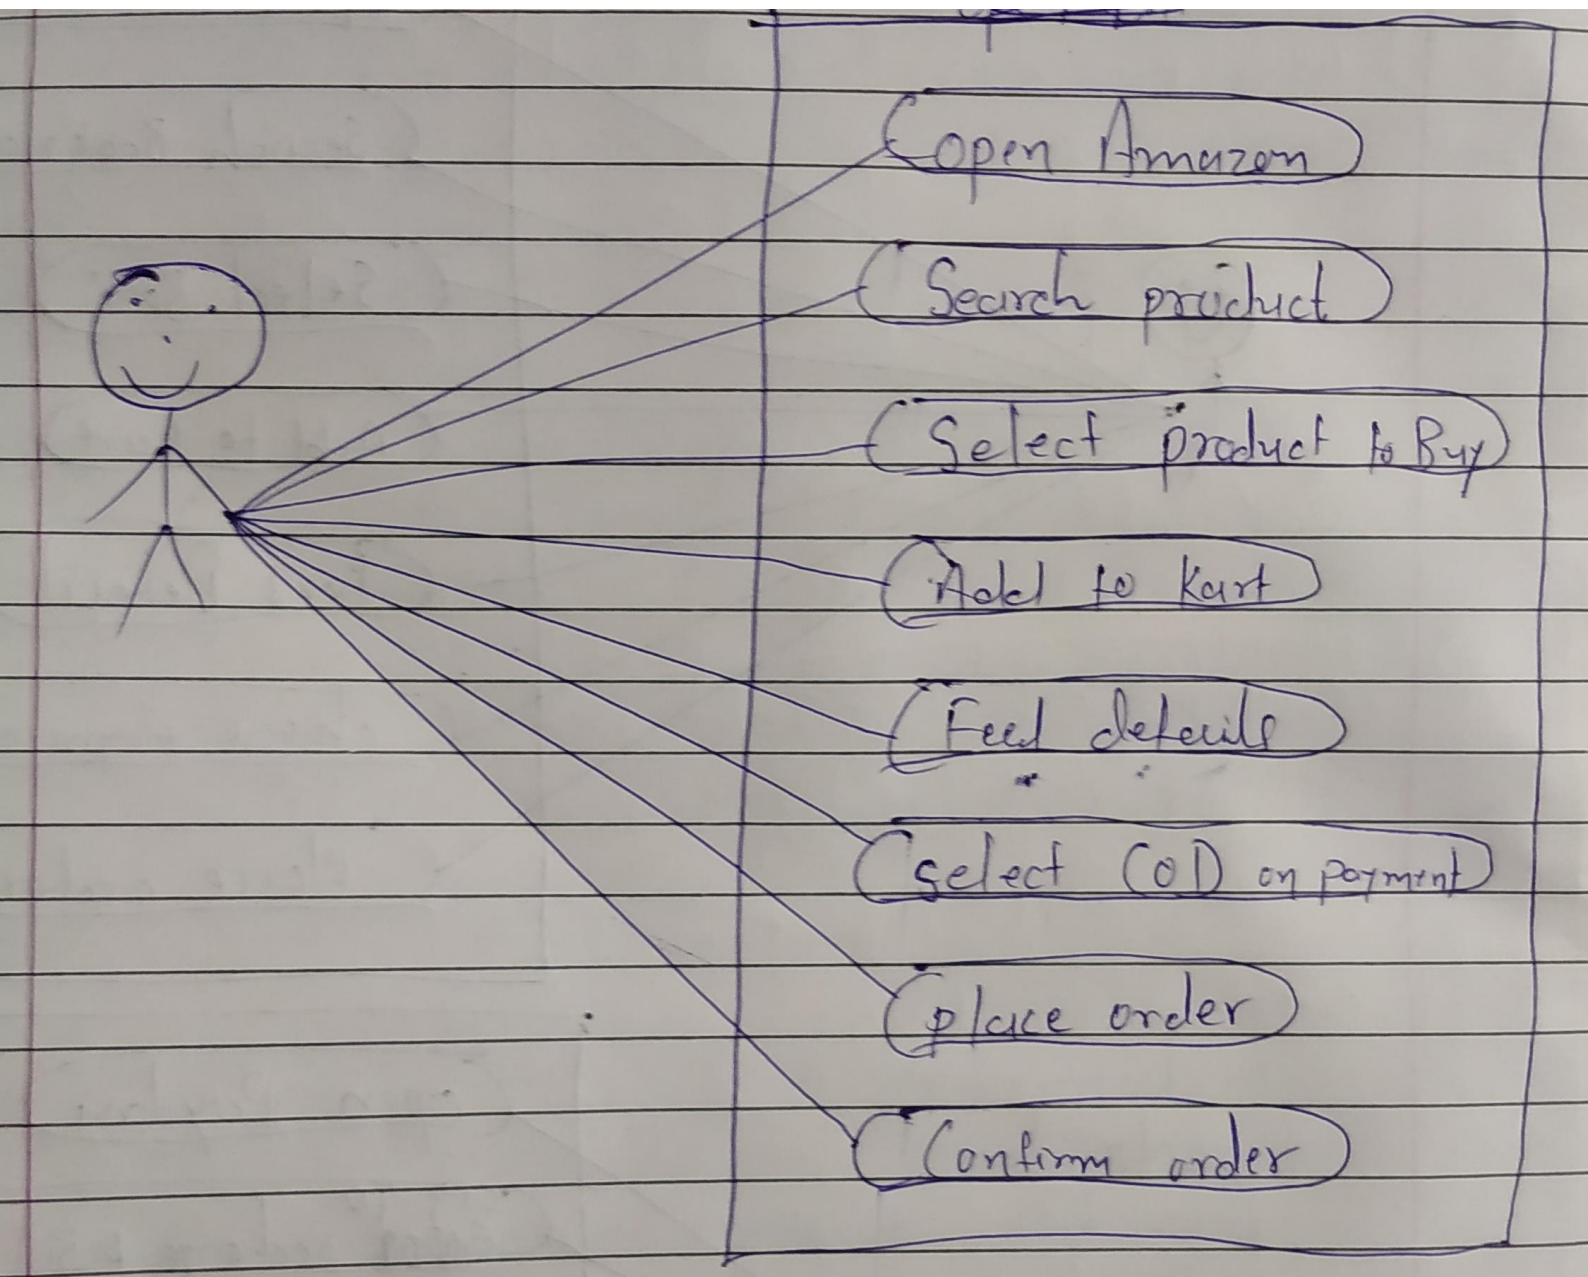 open Amazon
Search product
Select product to Buy
Add to Kart
Feed details
select COD on payment
place order
Confirm order